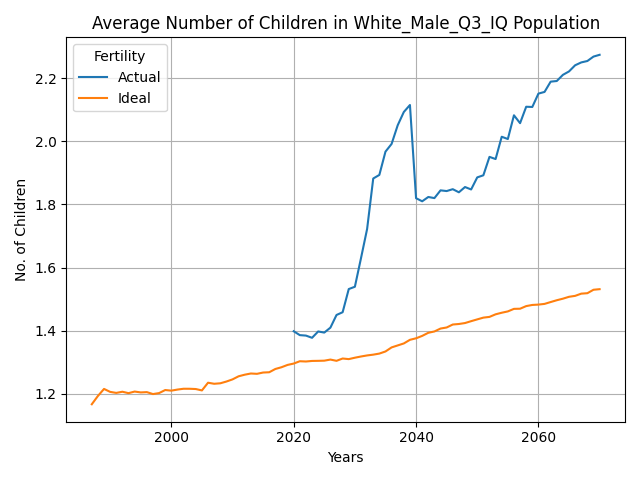 Average Number of Children in White_Male_Q3_IQ Population
Fertility
Actual
Ideal
2.2
2.0
1.8
1.6
1.4
1.2
No. of Children
2000
2020
2040
2060
Years